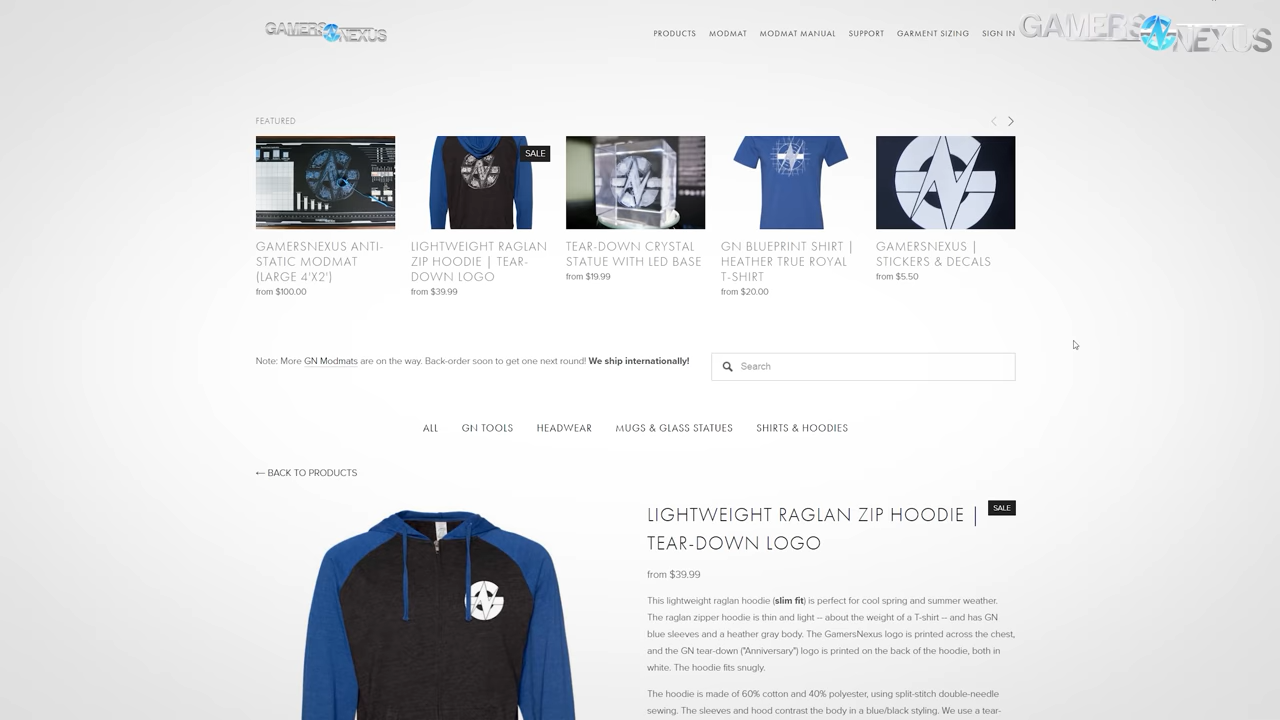 GAMERS NEXUS
PRODUCTS MODMAT MODMAT MANUAL SUPPORT GARMENT SIZING SIGN IN
GAMERS NEXUS
FEATURED
SALE
GAMERSNEXUS ANTI-
STATIC MODMAT
(LARGE 4'X2')
from $100.00
LIGHTWEIGHT RAGLAN
ZIP HOODIE | TEAR-
DOWN LOGO
from $39.99
TEAR-DOWN CRYSTAL
STATUE WITH LED BASE
from $19.99
GN BLUEPRINT SHIRT |
HEATHER TRUE ROYAL
T-SHIRT
from $20.00
GAMERSNEXUS |
STICKERS & DECALS
from $5.50
Note: More GN Modmats are on the way. Back-order soon to get one next round! We ship internationally!
Search
ALL GN TOOLS HEADWEAR MUGS & GLASS STATUES SHIRTS & HOODIES
← BACK TO PRODUCTS
LIGHTWEIGHT RAGLAN ZIP HOODIE |
TEAR-DOWN LOGO
SALE
from $39.99
This lightweight raglan hoodie (slim fit) is perfect for cool spring and summer weather.
The raglan zipper hoodie is thin and light -- about the weight of a T-shirt -- and has GN
blue sleeves and a heather gray body. The GamersNexus logo is printed across the chest,
and the GN tear-down ("Anniversary") logo is printed on the back of the hoodie, both in
white. The hoodie fits snugly.
The hoodie is made of 60% cotton and 40% polyester, using split-stitch double-needle
sewing. The sleeves and hood contrast the body in a blue/black styling. We use a tear-